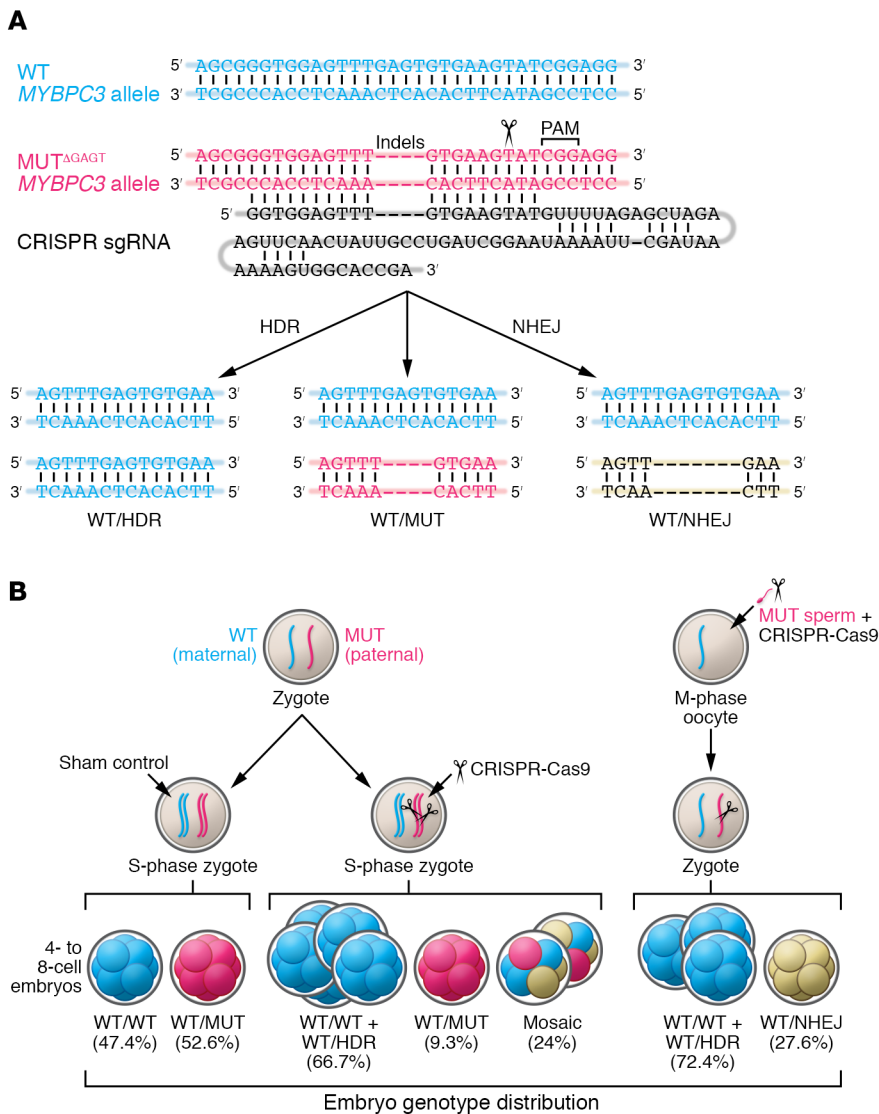 A
WT
MYBPC3 allele
5′ AGCGGGTGGAGTTTGAGTGTGAAGTATCGGAGG 3′
3′ TCGCCCACCTCAAACTCACACTTCATAGCCTCC 5′
Indels
PAM
MUTΔGAGT
MYBPC3 allele
5′ AGCGGGTGGAGTTT----GTGAAGTATCGGAGG 3′
3′ TCGCCCACCTCAAA----CACTTCATAGCCTCC 5′
CRISPR sgRNA
5′ GGTGGAGTTT----GTGAAGTATGUUUUAGAGCUAGA
AGUUCAACUAUUGCCUGAUCGGAAUAAAAUU-CGAUAA
AAAAGUGGCACCGA 3′
HDR
NHEJ
5′ AGTTTGAGTGTGAA 3′
3′ TCAAACTCACACTT 5′
5′ AGTTTGAGTGTGAA 3′
3′ TCAAACTCACACTT 5′
WT/HDR
5′ AGTTTGAGTGTGAA 3′
3′ TCAAACTCACACTT 5′
5′ AGTTT----GTGAA 3′
3′ TCAAA----CACTT 5′
WT/MUT
5′ AGTTTGAGTGTGAA 3′
3′ TCAAACTCACACTT 5′
5′ AGTT-------GAA 3′
3′ TCAA-------CTT 5′
WT/NHEJ
B
WT
(maternal)
MUT
(paternal)
Zygote
MUT sperm +
CRISPR-Cas9
M-phase
oocyte
Sham control
CRISPR-Cas9
S-phase zygote
S-phase zygote
Zygote
4- to
8-cell
embryos
WT/WT
(47.4%)
WT/MUT
(52.6%)
WT/WT +
WT/HDR
(66.7%)
WT/MUT
(9.3%)
Mosaic
(24%)
WT/WT +
WT/HDR
(72.4%)
WT/NHEJ
(27.6%)
Embryo genotype distribution